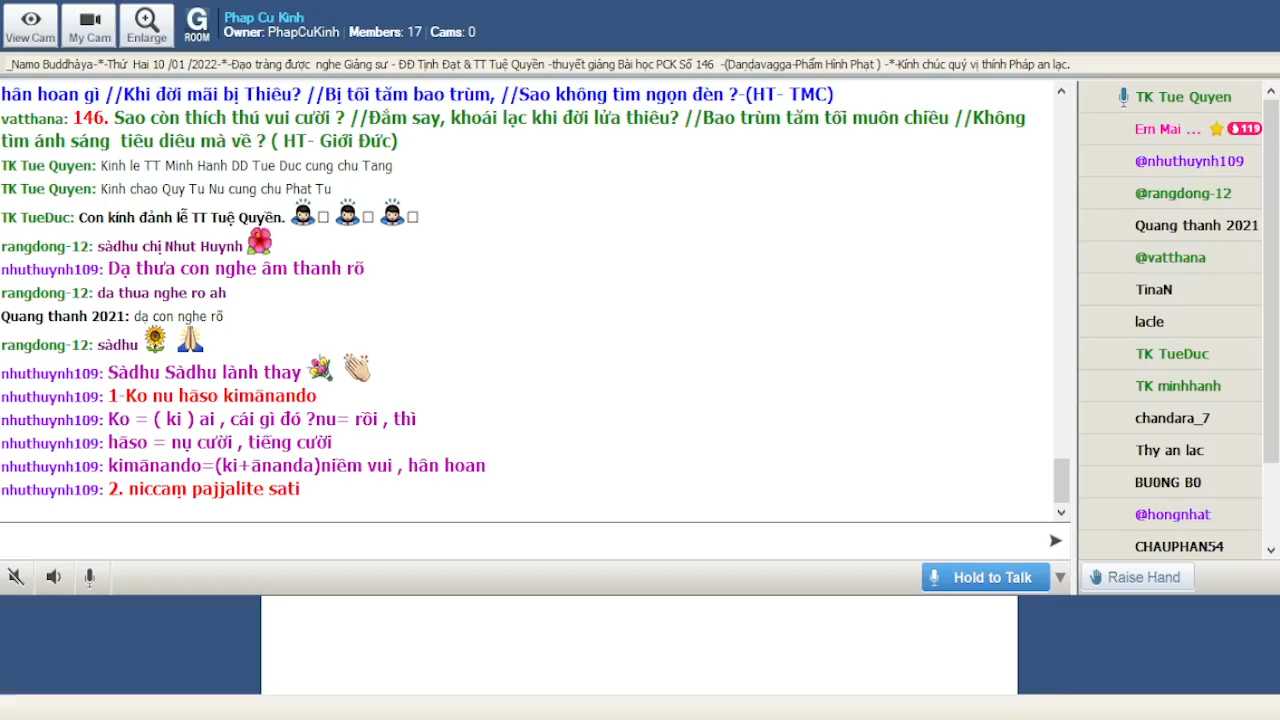 View Cam
My Cam
Enlarge
G
ROOM
Phap Cu Kinh
Owner: PhapCuKinh | Members: 17 | Cams: 0
_Namo Buddhàya-*-Thứ Hai 10 /01 /2022-*-Đạo tràng được nghe Giảng sư - ĐĐ Tịnh Đạt & TT Tuệ Quyền -thuyết giảng Bài học PCK Số 146 -(Daṇḍavagga-Phẩm Hình Phạt ) -*-Kính chúc quý vị thính Pháp an lạc.
hân hoan gì //Khi đời mãi bị Thiêu? //Bị tối tăm bao trùm, //Sao không tìm ngọn đèn ?-(HT- TMC)
vatthana: 146. Sao còn thích thú vui cười ? //Đắm say, khoái lạc khi đời lửa thiêu? //Bao trùm tăm tối muôn chiều //Không
tìm ánh sáng tiêu diêu mà về ? ( HT- Giới Đức)
TK Tue Quyen: Kinh le TT Minh Hanh DD Tue Duc cung chu Tang
TK Tue Quyen: Kinh chao Quy Tu Nu cung chu Phat Tu
TK TueDuc: Con kính đảnh lễ TT Tuệ Quyền.
rangdong-12: sàdhu chị Nhut Huynh
nhuthuynh109: Dạ thưa con nghe âm thanh rõ
rangdong-12: da thua nghe ro ah
Quang thanh 2021: dạ con nghe rõ
rangdong-12: sàdhu
nhuthuynh109: Sàdhu Sàdhu lành thay
nhuthuynh109: 1-Ko nu hāso kimānando
nhuthuynh109: Ko = ( ki ) ai , cái gì đó ?nu= rồi , thì
nhuthuynh109: hāso = nụ cười , tiếng cười
nhuthuynh109: kimānando=(ki+ānanda)niềm vui , hân hoan
nhuthuynh109: 2. niccaṃ pajjalite sati
TK Tue Quyen
Em Mai ... 119
@nhuthuynh109
@rangdong-12
Quang thanh 2021
@vatthana
TinaN
lacle
TK TueDuc
TK minhhanh
chandara_7
Thy an lac
BU0NG B0
@hongnhat
CHAUPHAN54
Hold to Talk
Raise Hand